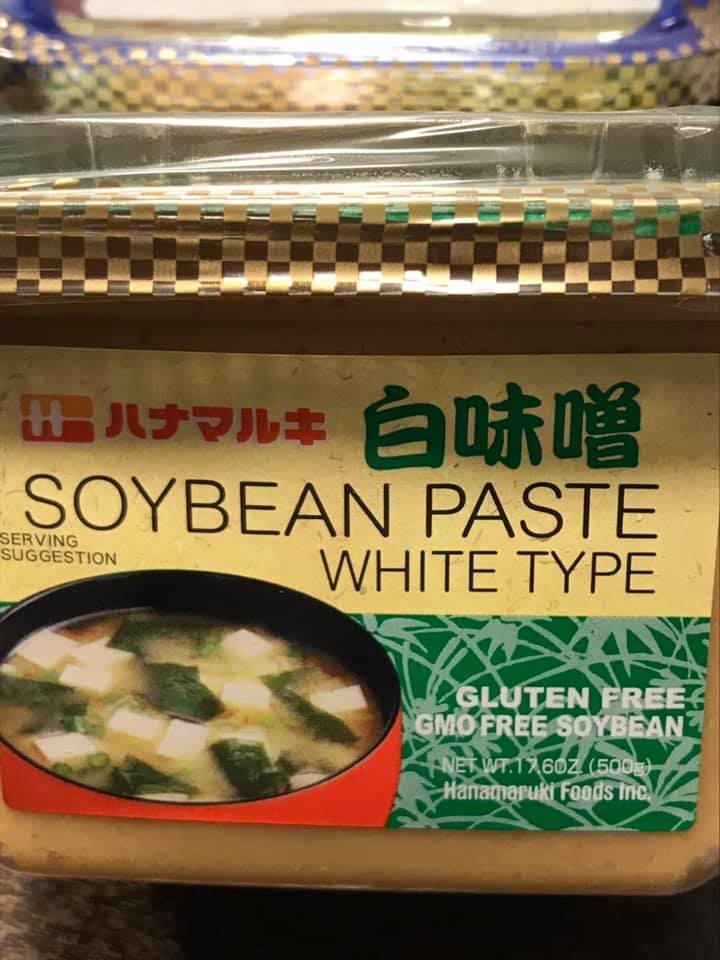 ハナマルキ 白味噌
SOYBEAN PASTE
SERVING
SUGGESTION
WHITE TYPE
GLUTEN FREE
GMO FREE SOYBEAN
NET WT.17.6OZ.(500g)
Hanamaruki Foods Inc.